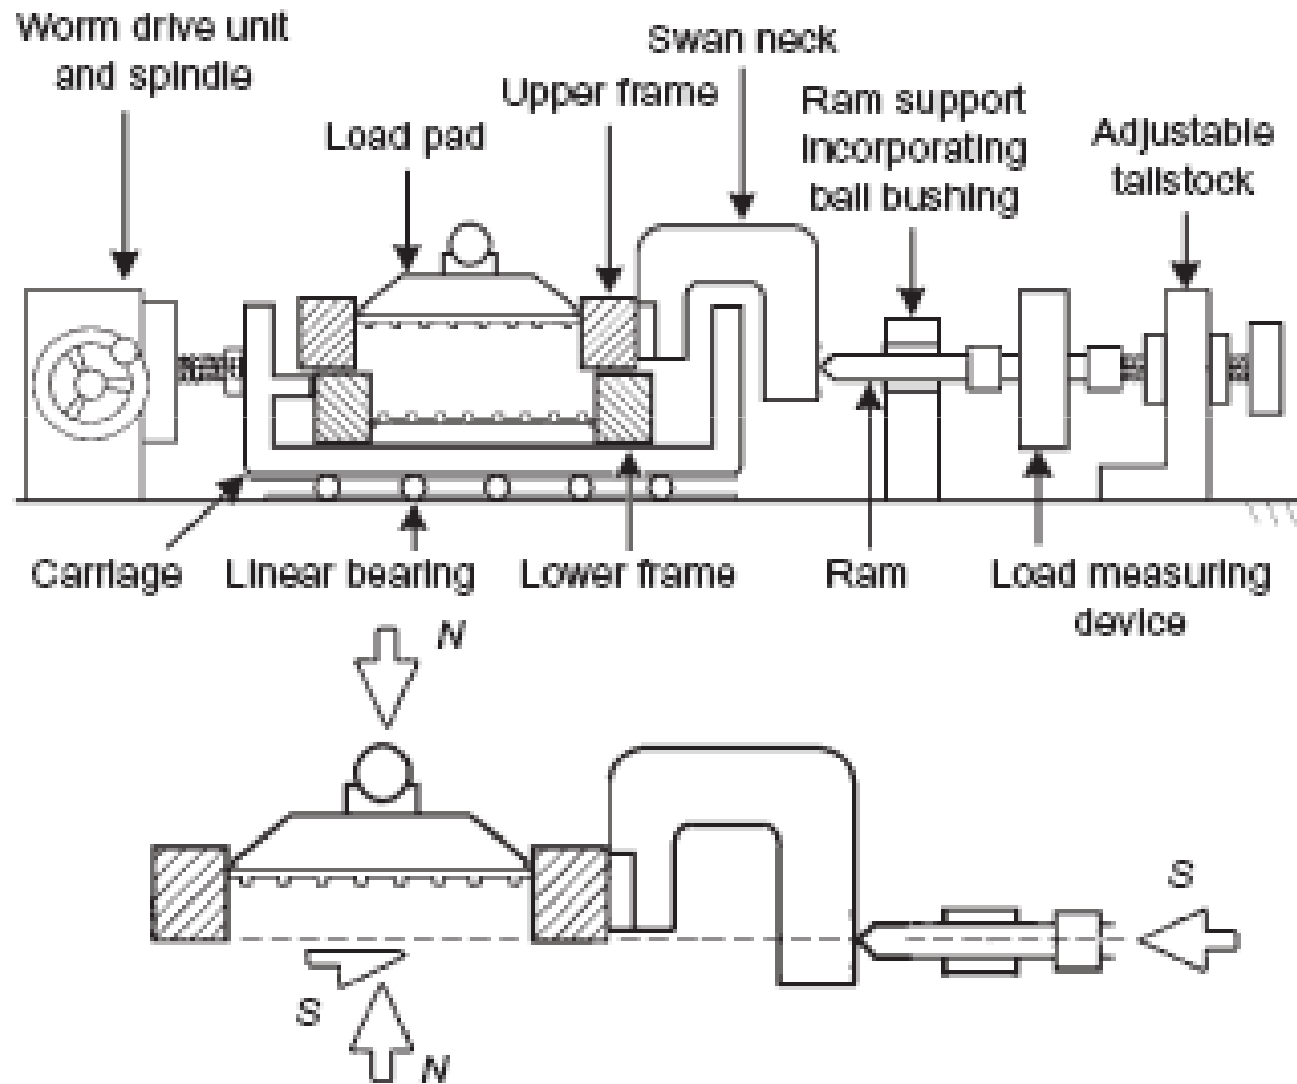 Worm drive unit
and spindle
Load pad
Upper frame
Swan neck
Ram support
incorporating
ball bushing
Adjustable
tailstock
Carriage
Linear bearing
Lower frame
Ram
Load measuring
device
N
S
S
N